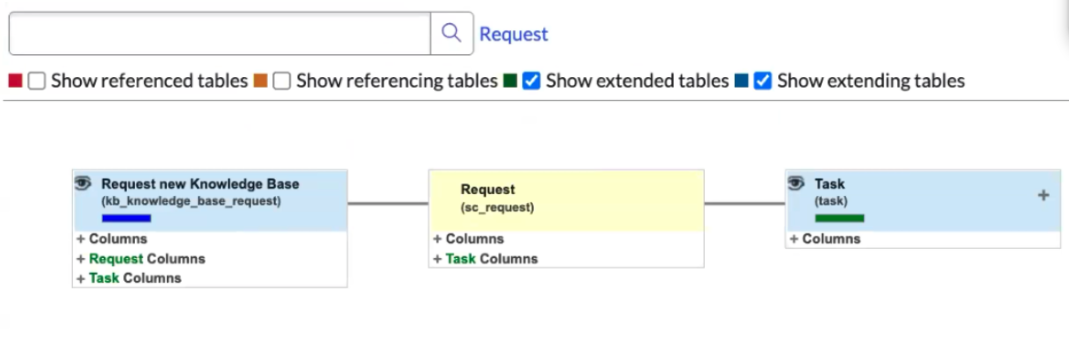 Request
Show referenced tables Show referencing tables Show extended tables Show extending tables
Request new Knowledge Base
(kb_knowledge_base_request)
+ Columns
+ Request Columns
+ Task Columns
Request
(sc_request)
+ Columns
+ Task Columns
Task
(task)
+
+ Columns